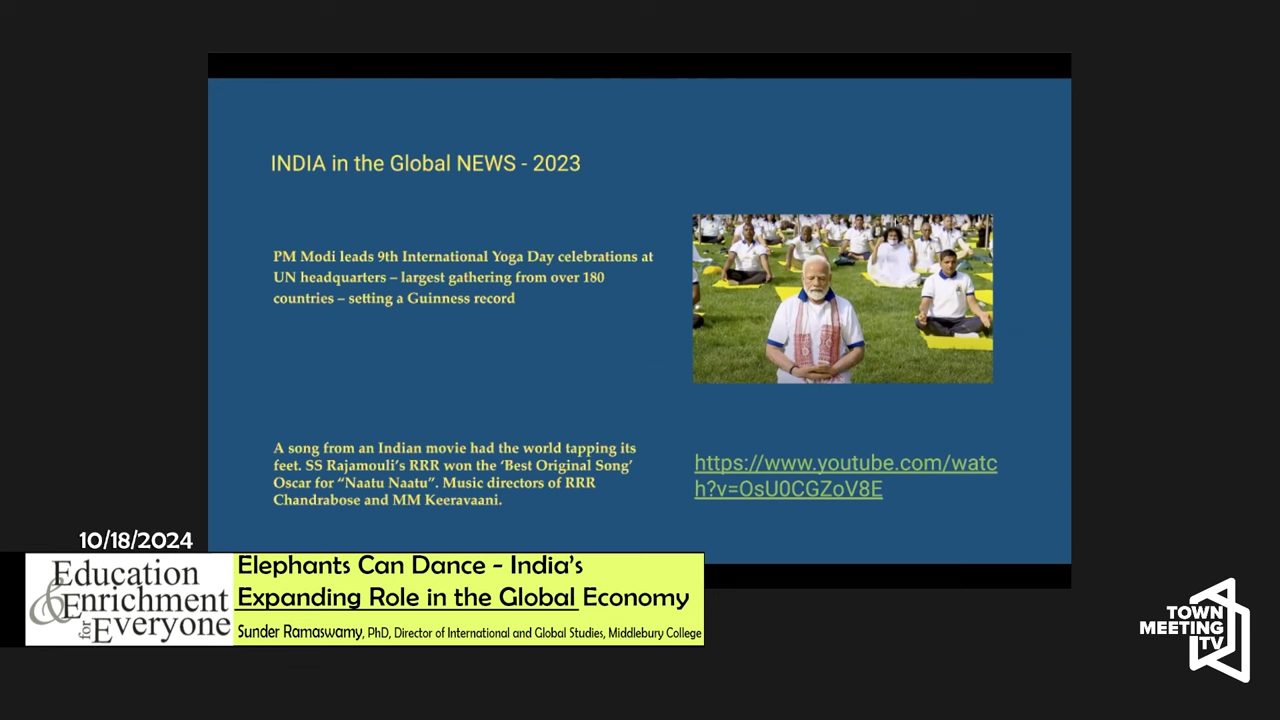 INDIA in the Global NEWS - 2023
PM Modi leads 9th International Yoga Day celebrations at
UN headquarters – largest gathering from over 180
countries – setting a Guinness record
A song from an Indian movie had the world tapping its
feet. SS Rajamouli's RRR won the 'Best Original Song'
Oscar for "Naatu Naatu". Music directors of RRR
Chandrabose and MM Keeravaani.
https://www.youtube.com/watc
h?v=OsU0CGZoV8E
10/18/2024
Education
& Enrichment
for Everyone
Elephants Can Dance - India's
Expanding Role in the Global Economy
Sunder Ramaswamy, PhD, Director of International and Global Studies, Middlebury College
TOWN
MEETING
TV